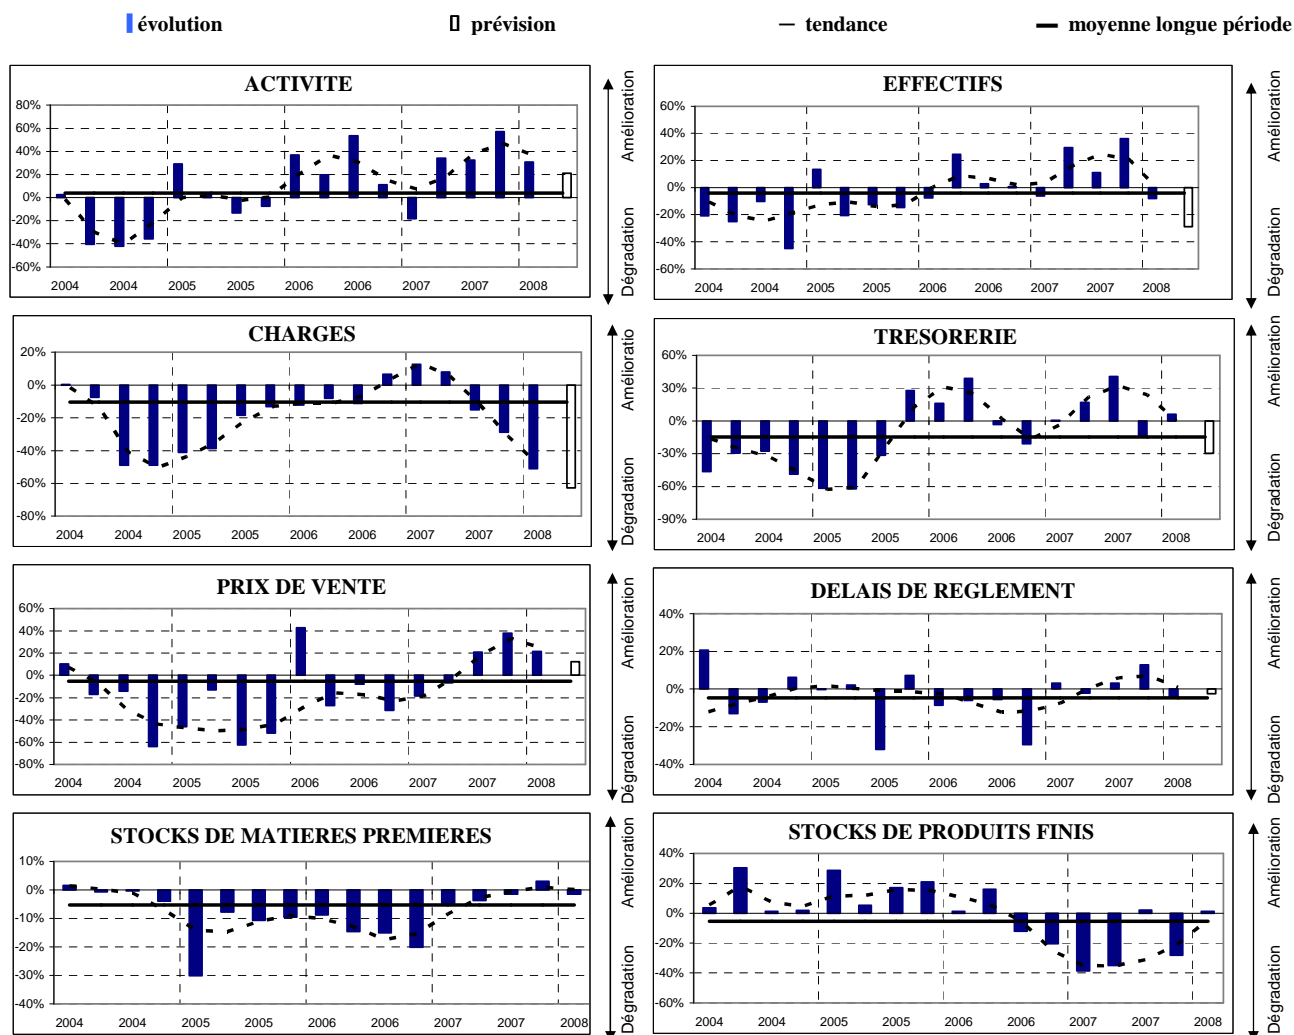 évolution prévision tendance moyenne longue période
ACTIVITE
80%
60%
40%
20%
0%
-20%
-40%
-60%
2004 2004 2005 2005 2006 2006 2007 2007 2008
Amélioration
Dégradation
EFFECTIFS
60%
40%
20%
0%
-20%
-40%
-60%
2004 2004 2005 2005 2006 2006 2007 2007 2008
Amélioration
Dégradation
CHARGES
20%
0%
-20%
-40%
-60%
-80%
2004 2004 2005 2005 2006 2006 2007 2007 2008
Amélioratio
Dégradation
TRESORERIE
60%
30%
0%
-30%
-60%
-90%
2004 2004 2005 2005 2006 2006 2007 2007 2008
Amélioration
Dégradation
PRIX DE VENTE
60%
40%
20%
0%
-20%
-40%
-60%
-80%
2004 2004 2005 2005 2006 2006 2007 2007 2008
Amélioration
Dégradation
DELAIS DE REGLEMENT
40%
20%
0%
-20%
-40%
2004 2004 2005 2005 2006 2006 2007 2007 2008
Amélioration
Dégradation
STOCKS DE MATIERES PREMIERES
10%
0%
-10%
-20%
-30%
-40%
2004 2004 2005 2005 2006 2006 2007 2007 2008
Amélioration
Dégradation
STOCKS DE PRODUITS FINIS
40%
20%
0%
-20%
-40%
-60%
2004 2004 2005 2005 2006 2006 2007 2007 2008
Amélioration
Dégradation